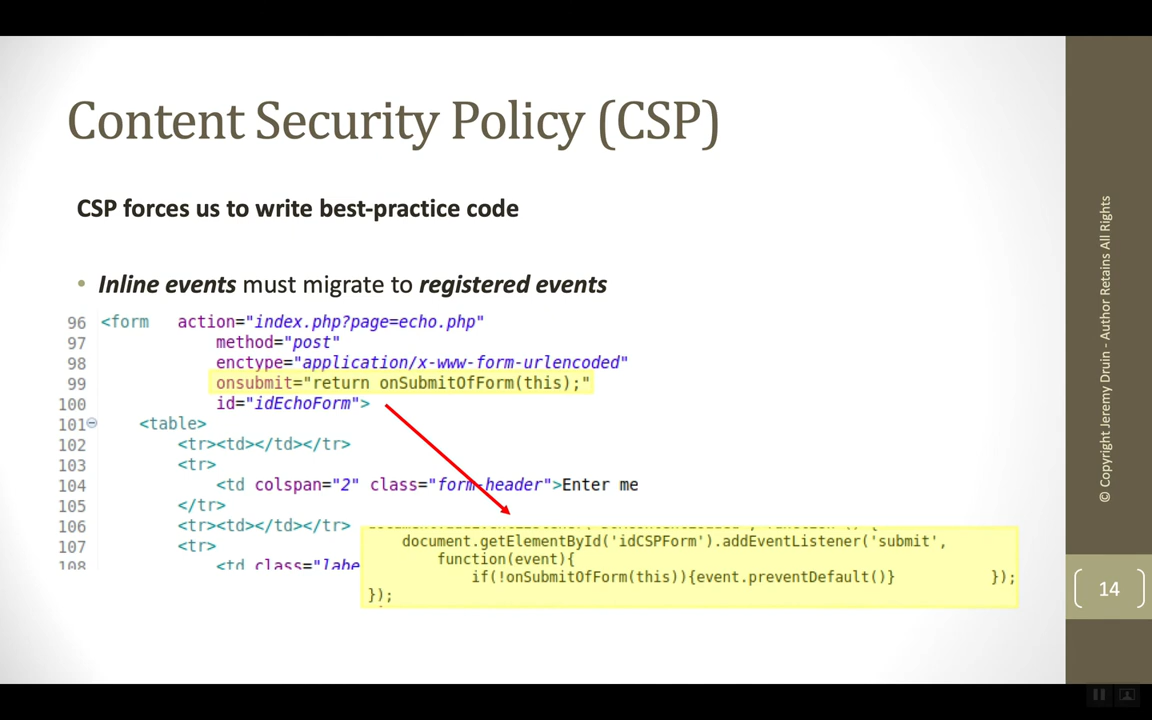 Content Security Policy (CSP)
CSP forces us to write best-practice code
• Inline events must migrate to registered events
96 <form action="index.php?page=echo.php"
97 method="post"
98 enctype="application/x-www-form-urlencoded"
99 onsubmit="return onSubmitOfForm(this);"
100 id="idEchoForm">
101 <table>
102 <tr><td></td></tr>
103 <tr>
104 <td colspan="2" class="form-header">Enter me
105 </tr>
106 <tr><td></td></tr>
107 <tr>
108 <td class="labe
document.getElementById('idCSPForm').addEventListener('submit',
function(event){
if(!onSubmitOfForm(this)){event.preventDefault()} });
});
© Copyright Jeremy Druin - Author Retains All Rights
14